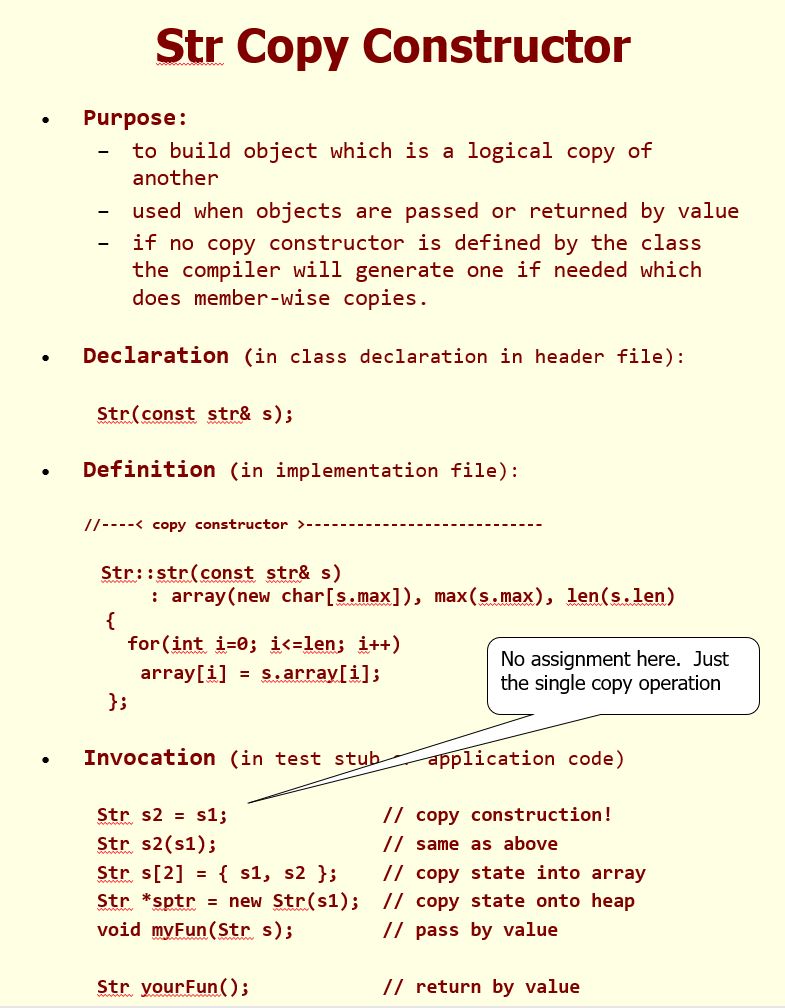 Str Copy Constructor
• Purpose:
– to build object which is a logical copy of
another
– used when objects are passed or returned by value
– if no copy constructor is defined by the class
the compiler will generate one if needed which
does member-wise copies.
• Declaration (in class declaration in header file):
Str(const str& s);
• Definition (in implementation file):
//----< copy constructor >----------------------------
Str::str(const str& s)
: array(new char[s.max]), max(s.max), len(s.len)
{
for(int i=0; i<=len; i++)
array[i] = s.array[i];
};
No assignment here. Just
the single copy operation
• Invocation (in test stub application code)
Str s2 = s1; // copy construction!
Str s2(s1); // same as above
Str s[2] = { s1, s2 }; // copy state into array
Str *sptr = new Str(s1); // copy state onto heap
void myFun(Str s); // pass by value
Str yourFun(); // return by value